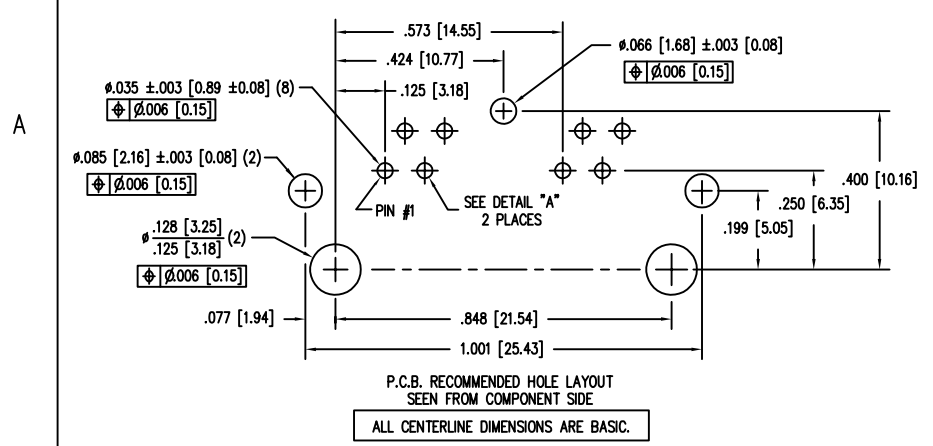 .573 [14.55]
.424 [10.77]
.125 [3.18]
ø.066 [1.68] ±.003 [0.08]
⌖ Ø.006 [0.15]
ø.035 ±.003 [0.89 ±0.08] (8)
⌖ Ø.006 [0.15]
A
ø.085 [2.16] ±.003 [0.08] (2)
⌖ Ø.006 [0.15]
PIN #1
SEE DETAIL "A"
2 PLACES
.400 [10.16]
.250 [6.35]
.199 [5.05]
ø .128 [3.25]
.125 [3.18] (2)
⌖ Ø.006 [0.15]
.077 [1.94]
.848 [21.54]
1.001 [25.43]
P.C.B. RECOMMENDED HOLE LAYOUT
SEEN FROM COMPONENT SIDE
ALL CENTERLINE DIMENSIONS ARE BASIC.